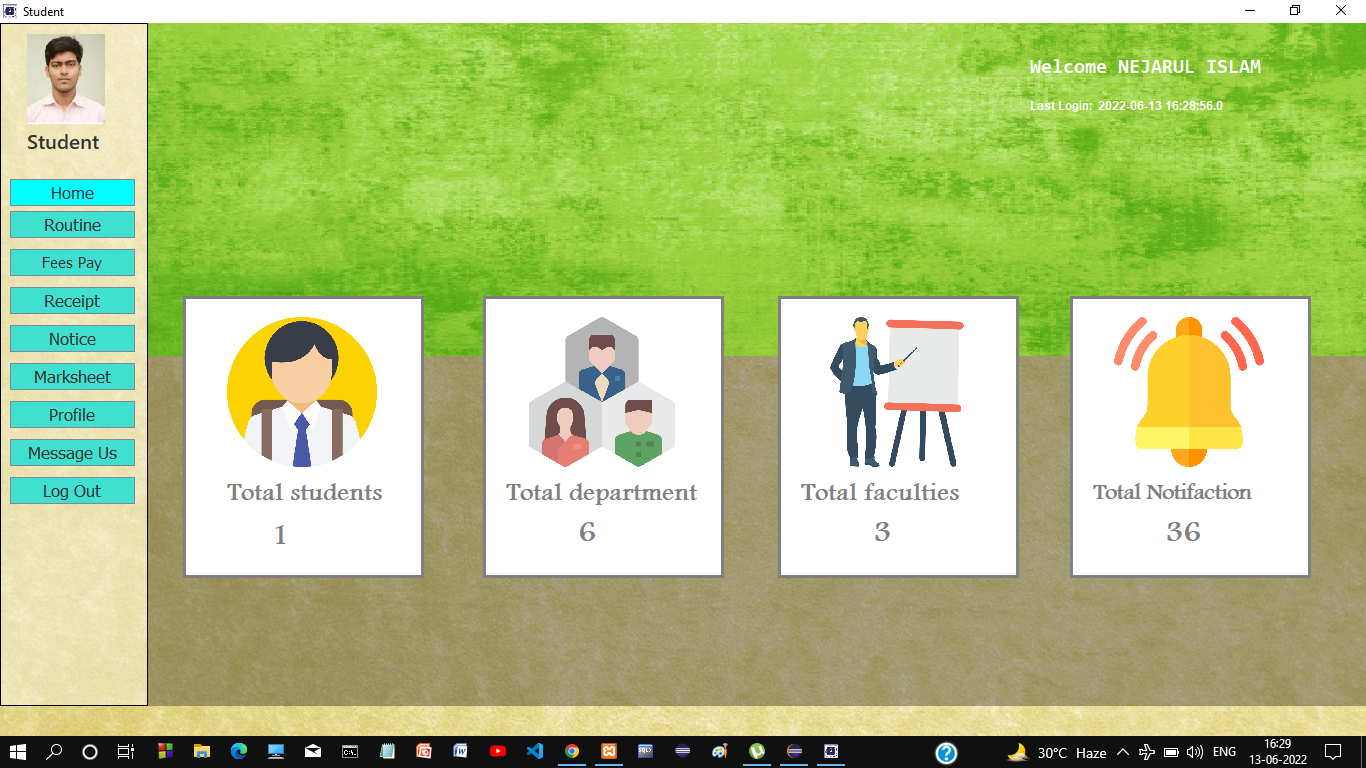 Student
Welcome NEJARUL ISLAM
Last Login: 2022-06-13 16:28:56.0
Student
Home
Routine
Fees Pay
Receipt
Notice
Marksheet
Profile
Message Us
Log Out
Total students
1
Total department
6
Total faculties
3
Total Notifaction
36
30°C Haze
ENG
16:29
13-06-2022